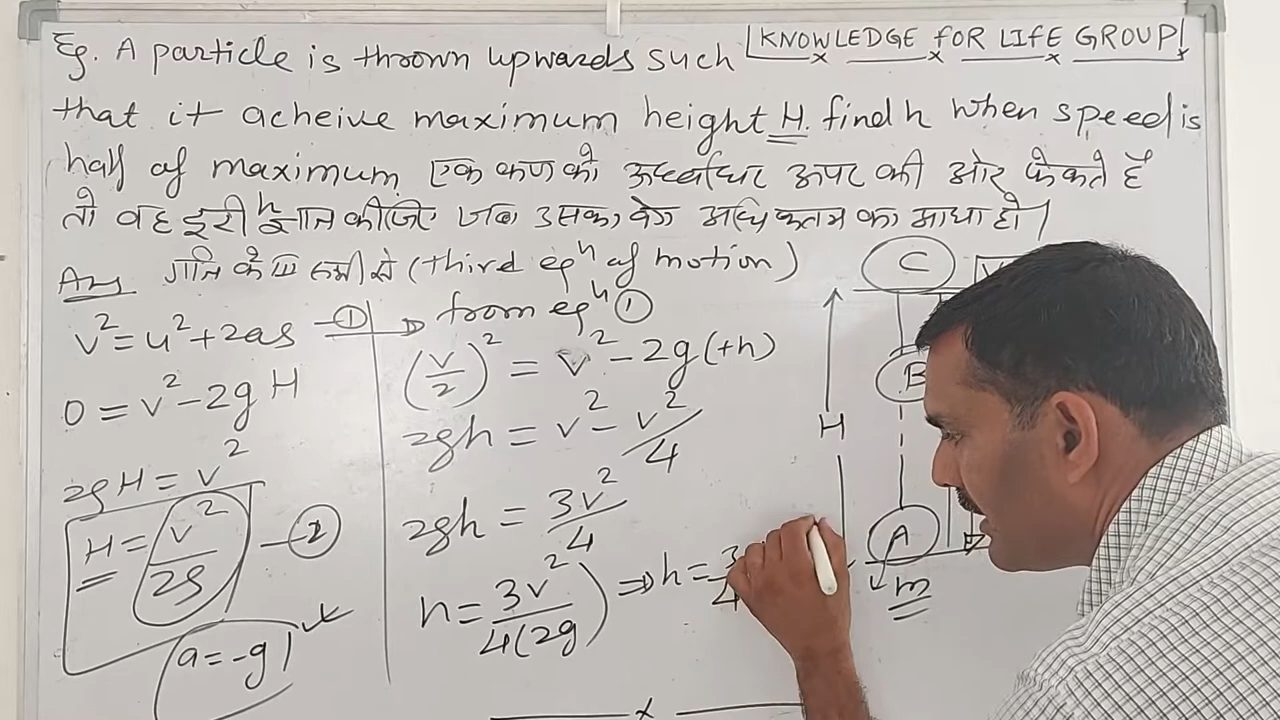 Eg. A particle is thrown upwards such
KNOWLEDGE FOR LIFE GROUP
that it acheive maximum height H. find h when speed is
half of maximum. एक कण को ऊर्ध्वाधर ऊपर की ओर फेंकते हैं
तो वह दूरी h ज्ञात कीजिए जब उसका वेग अधिकतम का आधा हो।
Ans गति के III समी से (third eqⁿ of motion)
v² = u² + 2as —①
0 = v² - 2gH
2gH = v²
H = v²/2g —②
a = -g
from eqⁿ ①
(v/2)² = v² - 2g(+h)
2gh = v² - v²/4
2gh = 3v²/4
h = 3v²/4(2g) ⇒ h = 3/4
C
B
H
A
m